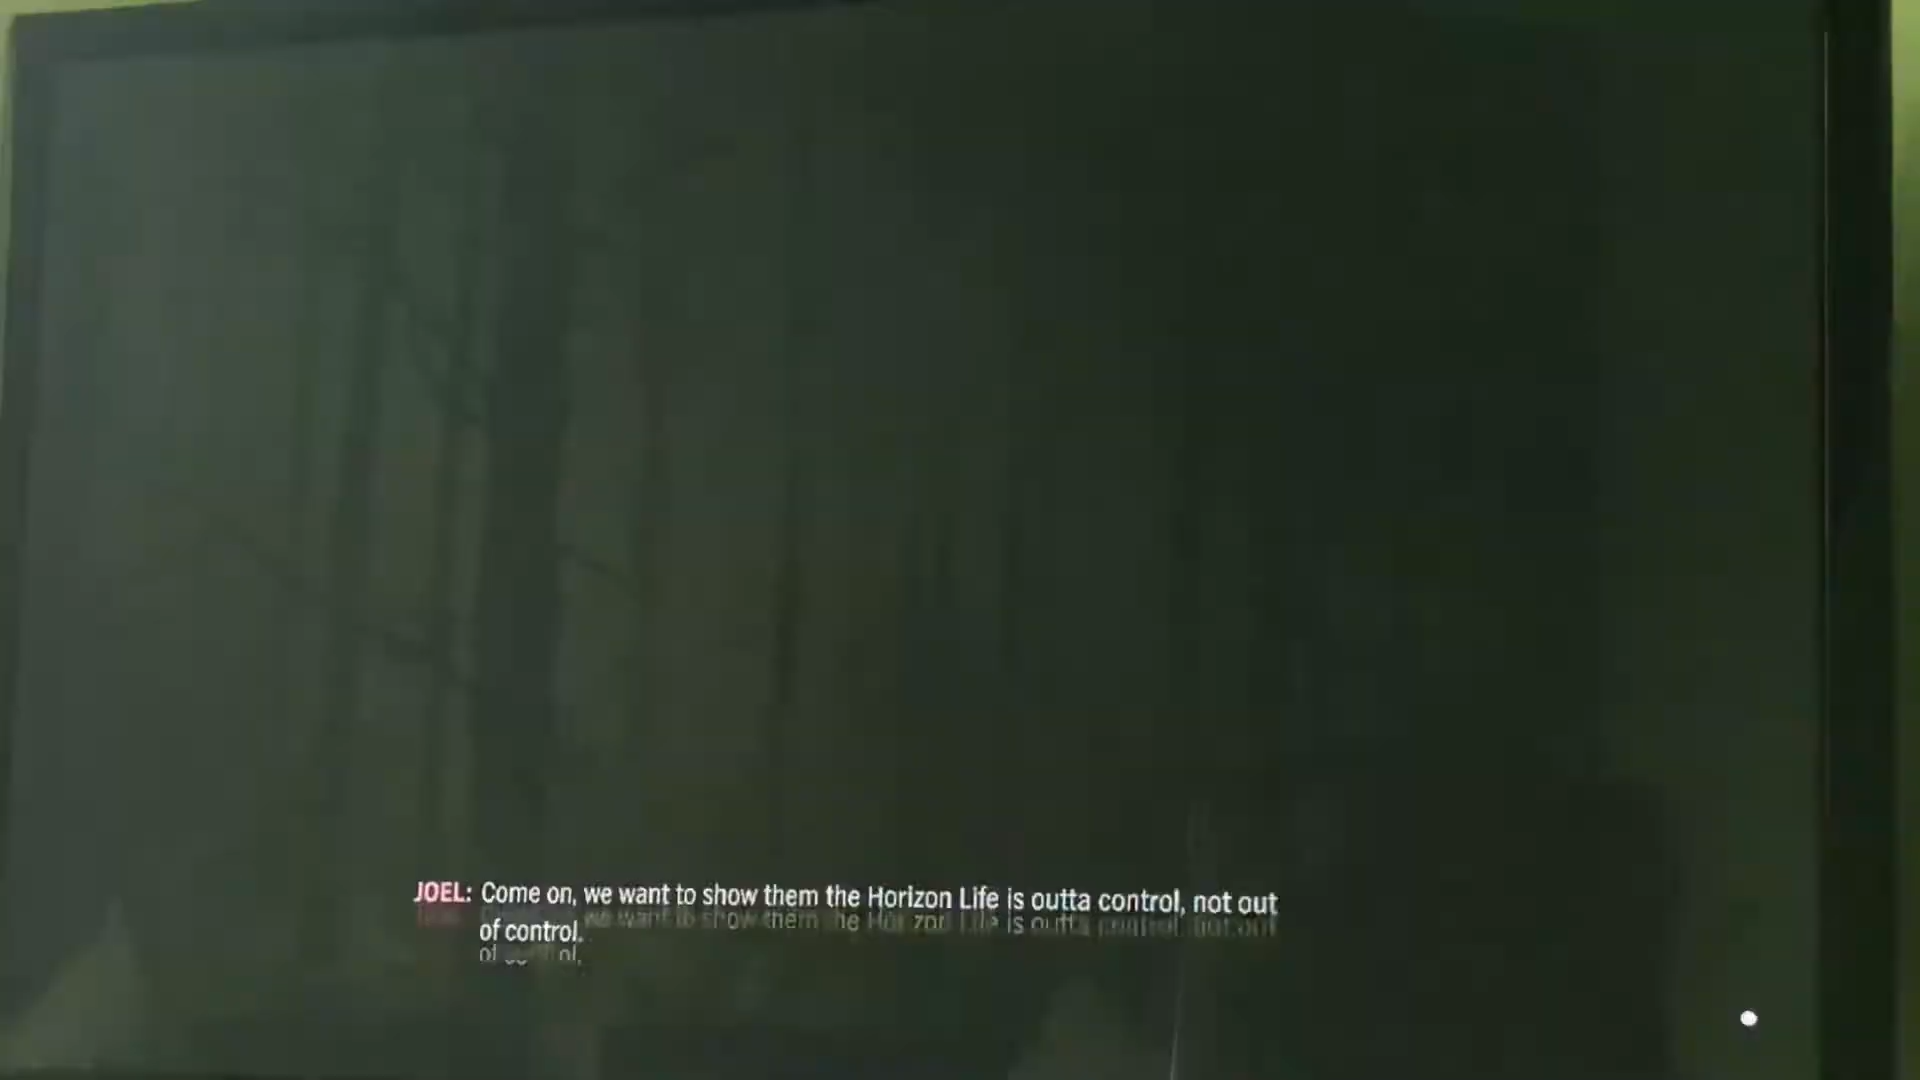 JOEL: Come on, we want to show them the Horizon Life is outta control, not out
of control.